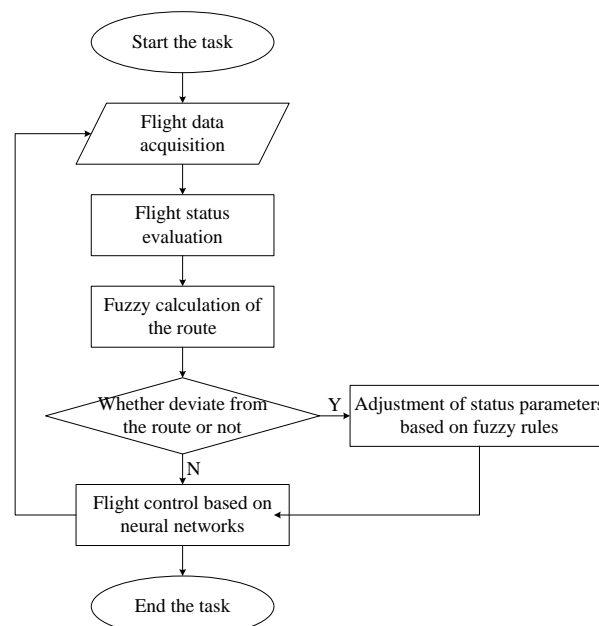 Start the task
Flight data
acquisition
Flight status
evaluation
Fuzzy calculation of
the route
Whether deviate from
the route or not
Y
Adjustment of status parameters
based on fuzzy rules
N
Flight control based on
neural networks
End the task